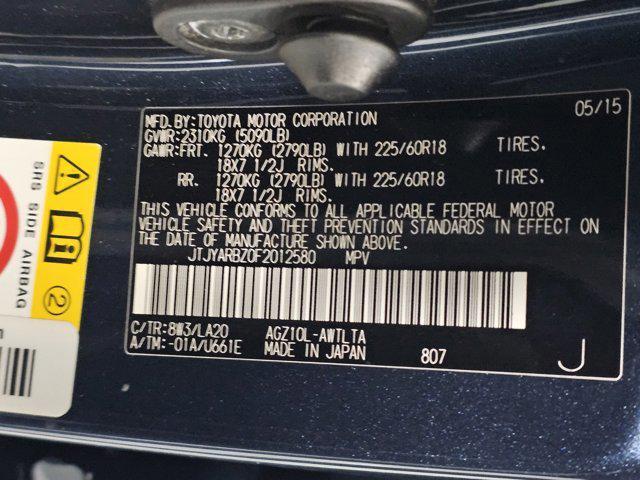 05/15
MFD. BY: TOYOTA MOTOR CORPORATION
GVWR: 2310KG (5090LB)
GAWR: FRT. 1270KG (2790LB) WITH 225/60R18 TIRES.
18X7 1/2J RIMS.
RR. 1270KG (2790LB) WITH 225/60R18 TIRES.
18X7 1/2J RIMS.
THIS VEHICLE CONFORMS TO ALL APPLICABLE FEDERAL MOTOR
VEHICLE SAFETY AND THEFT PREVENTION STANDARDS IN EFFECT ON
THE DATE OF MANUFACTURE SHOWN ABOVE.
JTJYARBZ0F2012580 MPV
C/TR: 8W3/LA20 AGZ10L-AWTLTA
A/TM: -01A/U661E MADE IN JAPAN 807 J
SRS SIDE AIRBAG
2